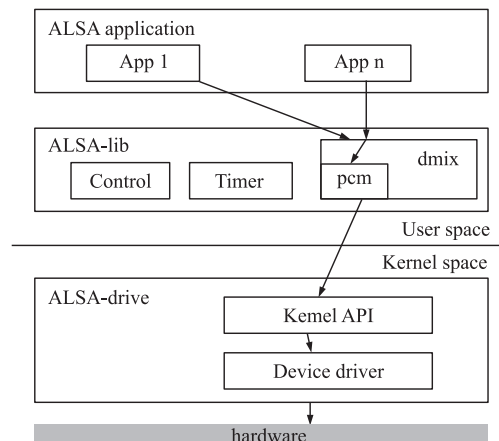 ALSA application
App 1
App n
ALSA-lib
dmix
Control
Timer
pcm
User space
Kernel space
ALSA-drive
Kemel API
Device driver
hardware